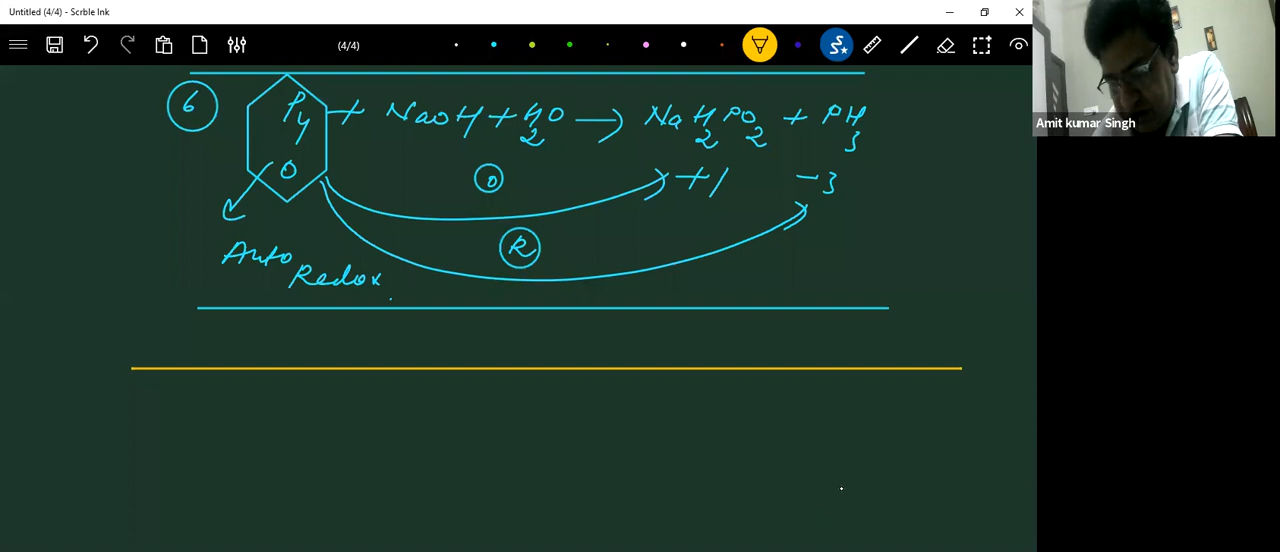 Untitled (4/4) - Scrble Ink
(4/4)
Amit kumar Singh
6 P4 + NaOH + H2O → NaH2PO2 + PH3
0 +1 -3
O
R
Auto
Redox.